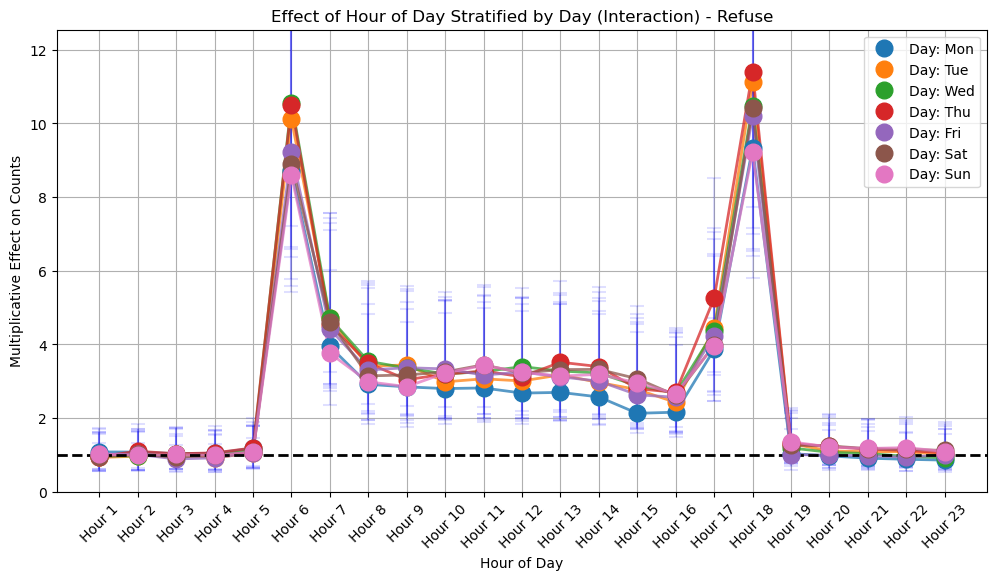 Effect of Hour of Day Stratified by Day (Interaction) - Refuse
Multiplicative Effect on Counts
12
10
8
6
4
2
0
Day: Mon
Day: Tue
Day: Wed
Day: Thu
Day: Fri
Day: Sat
Day: Sun
Hour 1
Hour 2
Hour 3
Hour 4
Hour 5
Hour 6
Hour 7
Hour 8
Hour 9
Hour 10
Hour 11
Hour 12
Hour 13
Hour 14
Hour 15
Hour 16
Hour 17
Hour 18
Hour 19
Hour 20
Hour 21
Hour 22
Hour 23
Hour of Day